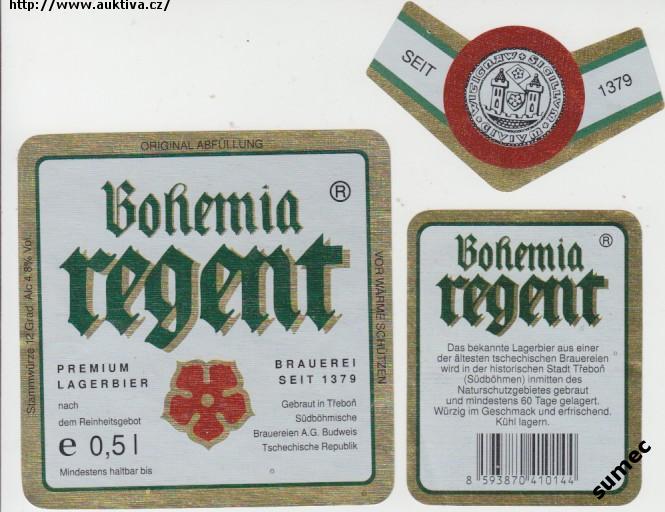 http://www.auktiva.cz/
SEIT
1379
ORIGINAL ABFÜLLUNG
Bohemia
regent
®
Stammwürze 12 Grad Alc 4.8% Vol.
VOR WÄRME SCHÜTZEN
PREMIUM
LAGERBIER
nach
dem Reinheitsgebot
e 0,5 l
Mindestens haltbar bis
BRAUEREI
SEIT 1379
Gebraut in Třeboň
Südböhmische
Brauereien A.G. Budweis
Tschechische Republik
Bohemia
regent
®
Das bekannte Lagerbier aus einer
der ältesten tschechischen Brauereien
wird in der historischen Stadt Třeboň
(Südböhmen) inmitten des
Naturschutzgebietes gebraut
und mindestens 60 Tage gelagert.
Würzig im Geschmack und erfrischend.
Kühl lagern.
8 593870 410144
sumec